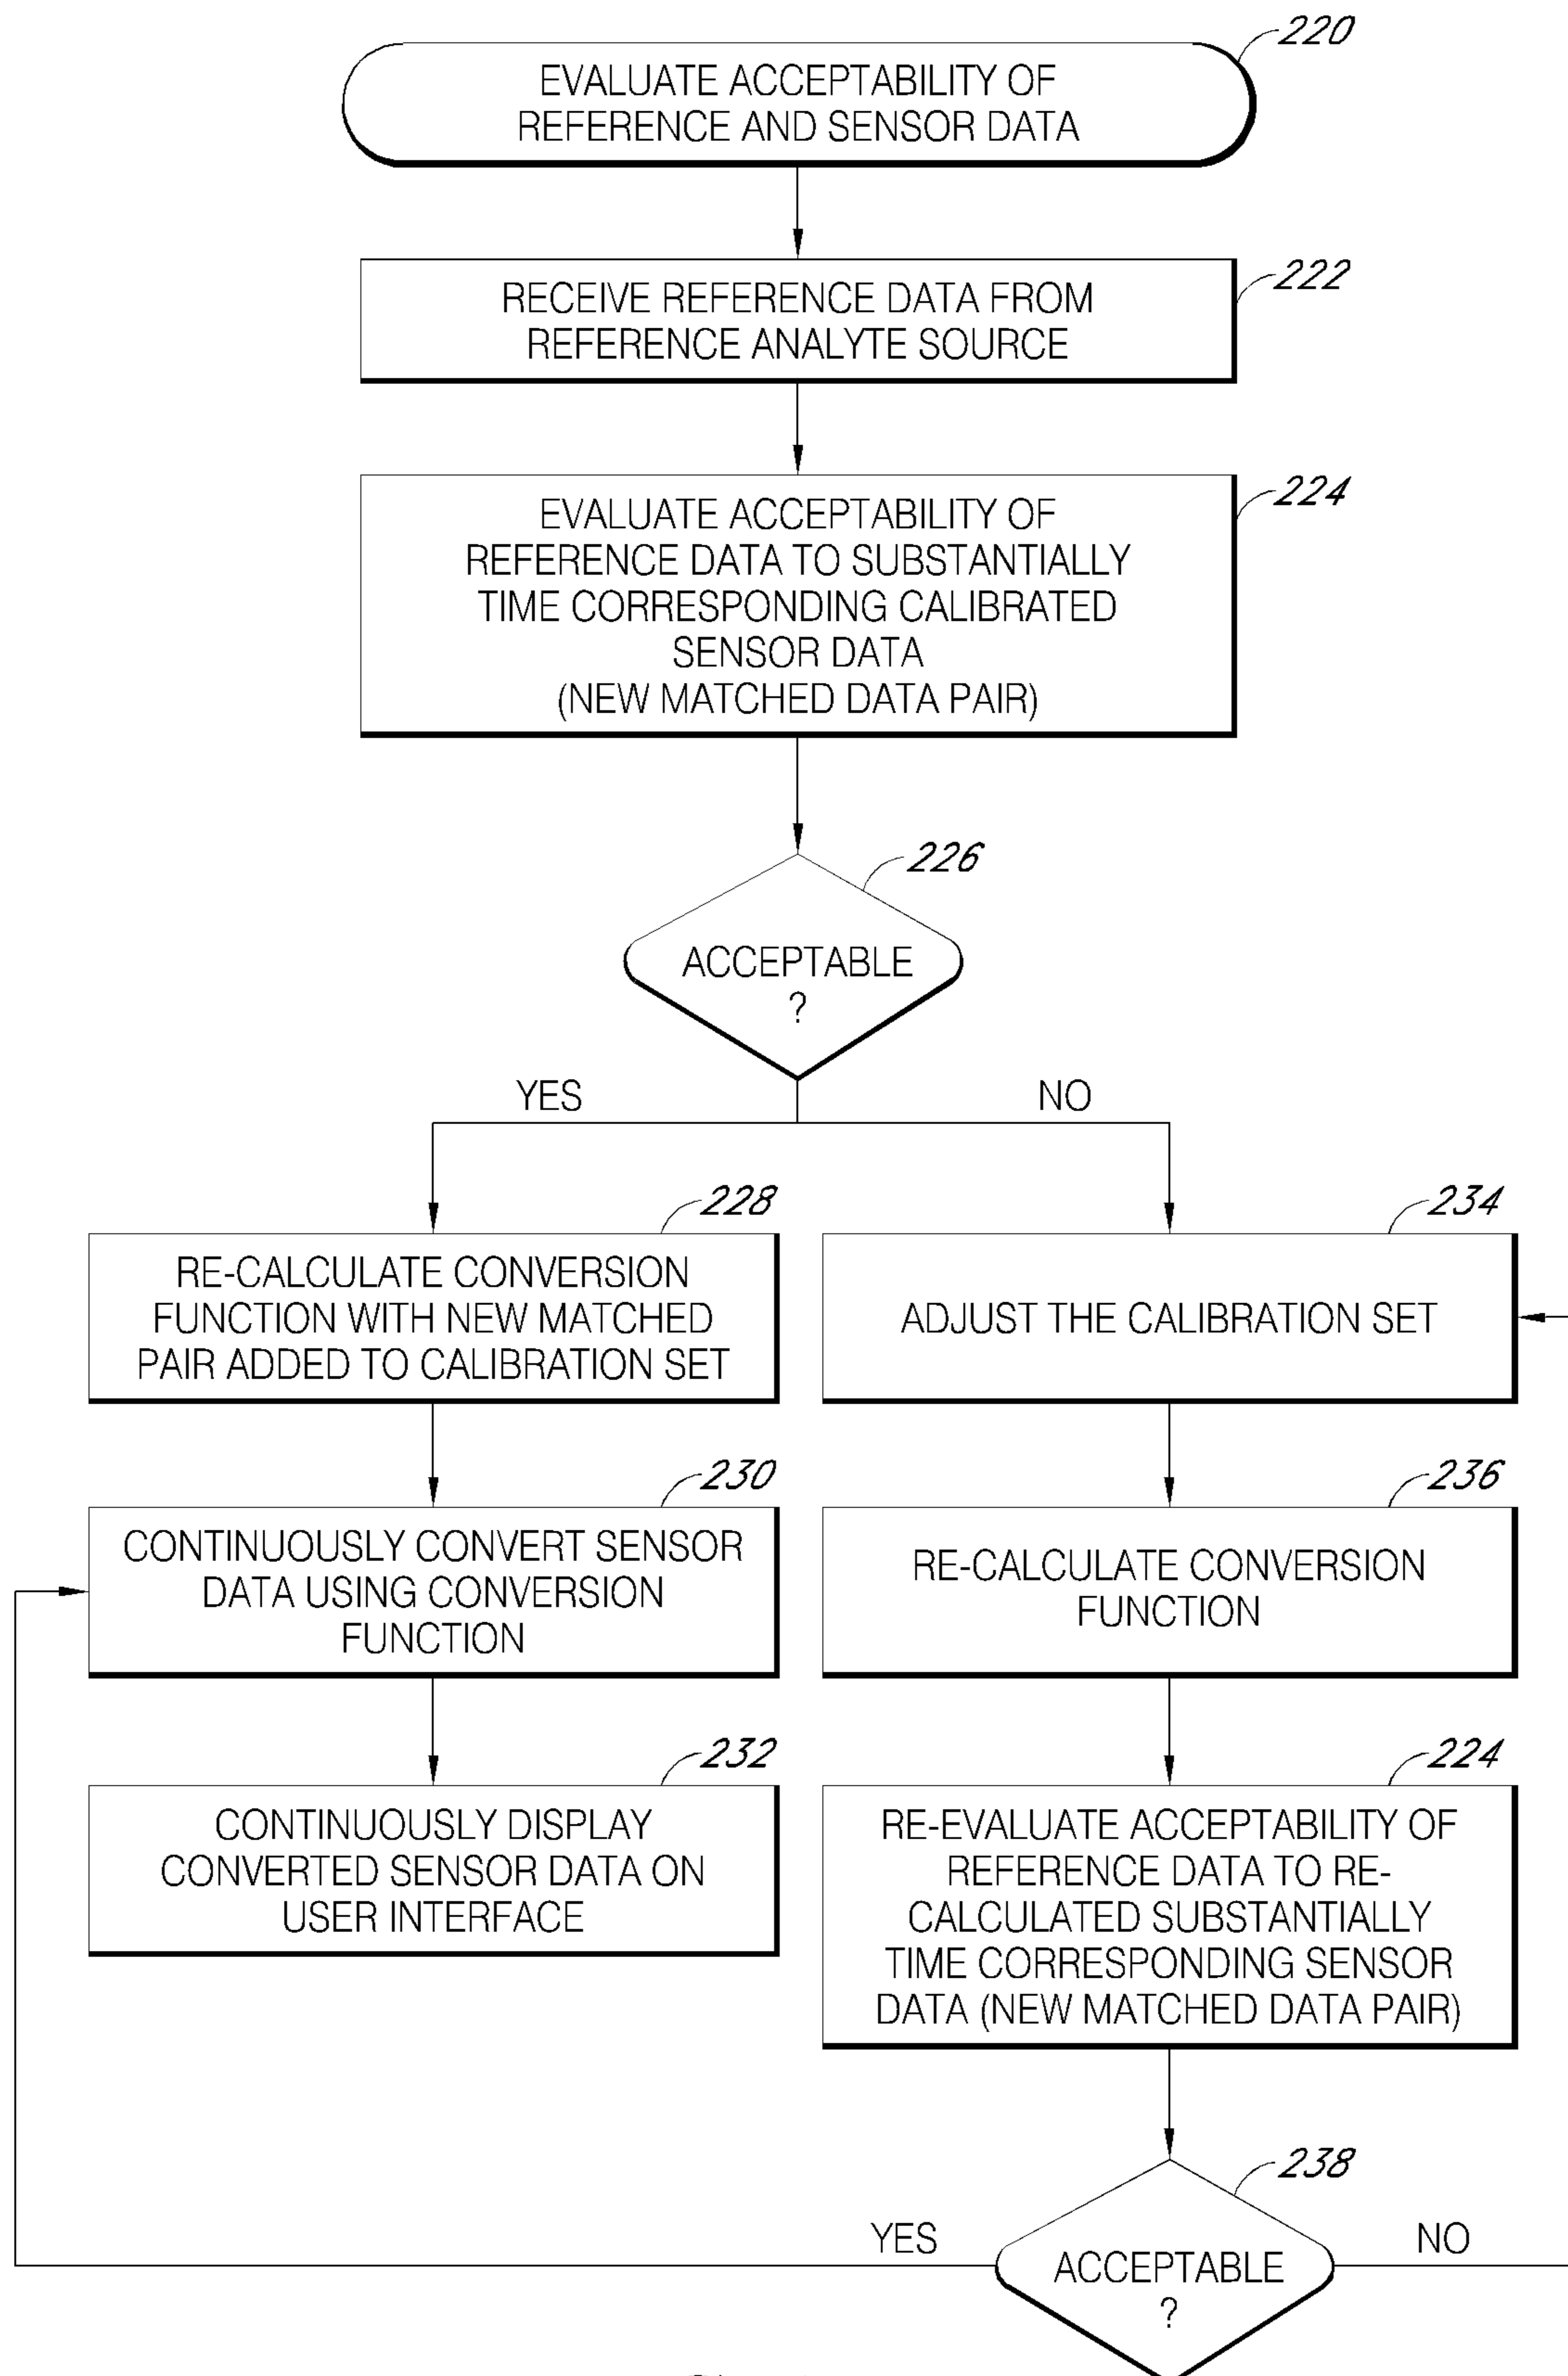 220
EVALUATE ACCEPTABILITY OF
REFERENCE AND SENSOR DATA
222
RECEIVE REFERENCE DATA FROM
REFERENCE ANALYTE SOURCE
224
EVALUATE ACCEPTABILITY OF
REFERENCE DATA TO SUBSTANTIALLY
TIME CORRESPONDING CALIBRATED
SENSOR DATA
(NEW MATCHED DATA PAIR)
226
ACCEPTABLE
?
YES
NO
228
RE-CALCULATE CONVERSION
FUNCTION WITH NEW MATCHED
PAIR ADDED TO CALIBRATION SET
234
ADJUST THE CALIBRATION SET
230
CONTINUOUSLY CONVERT SENSOR
DATA USING CONVERSION
FUNCTION
236
RE-CALCULATE CONVERSION
FUNCTION
232
CONTINUOUSLY DISPLAY
CONVERTED SENSOR DATA ON
USER INTERFACE
224
RE-EVALUATE ACCEPTABILITY OF
REFERENCE DATA TO RE-
CALCULATED SUBSTANTIALLY
TIME CORRESPONDING SENSOR
DATA (NEW MATCHED DATA PAIR)
238
YES
ACCEPTABLE
?
NO